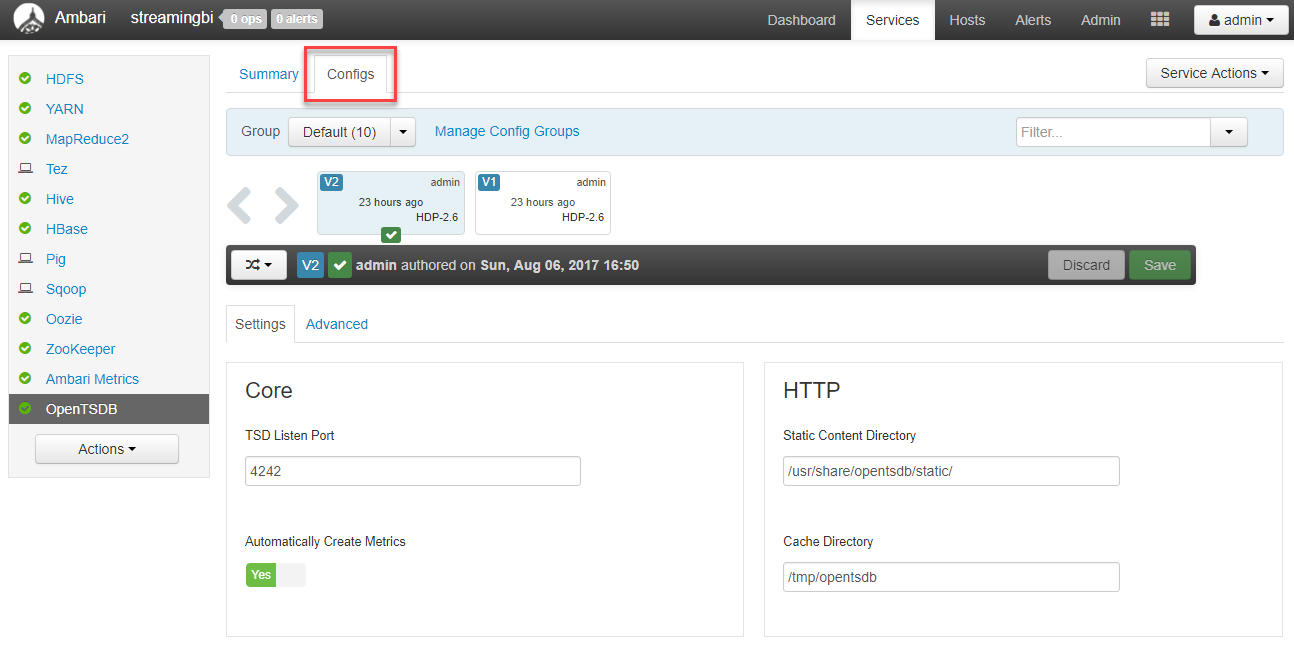 Ambari streamingbi 0 ops 0 alerts Dashboard Services Hosts Alerts Admin admin
HDFS
YARN
MapReduce2
Tez
Hive
HBase
Pig
Sqoop
Oozie
ZooKeeper
Ambari Metrics
OpenTSDB
Actions
Summary Configs Service Actions
Group Default (10) Manage Config Groups Filter...
V2 admin
23 hours ago
HDP-2.6
V1 admin
23 hours ago
HDP-2.6
V2 admin authored on Sun, Aug 06, 2017 16:50 Discard Save
Settings Advanced
Core
TSD Listen Port
4242
Automatically Create Metrics
Yes
HTTP
Static Content Directory
/usr/share/opentsdb/static/
Cache Directory
/tmp/opentsdb